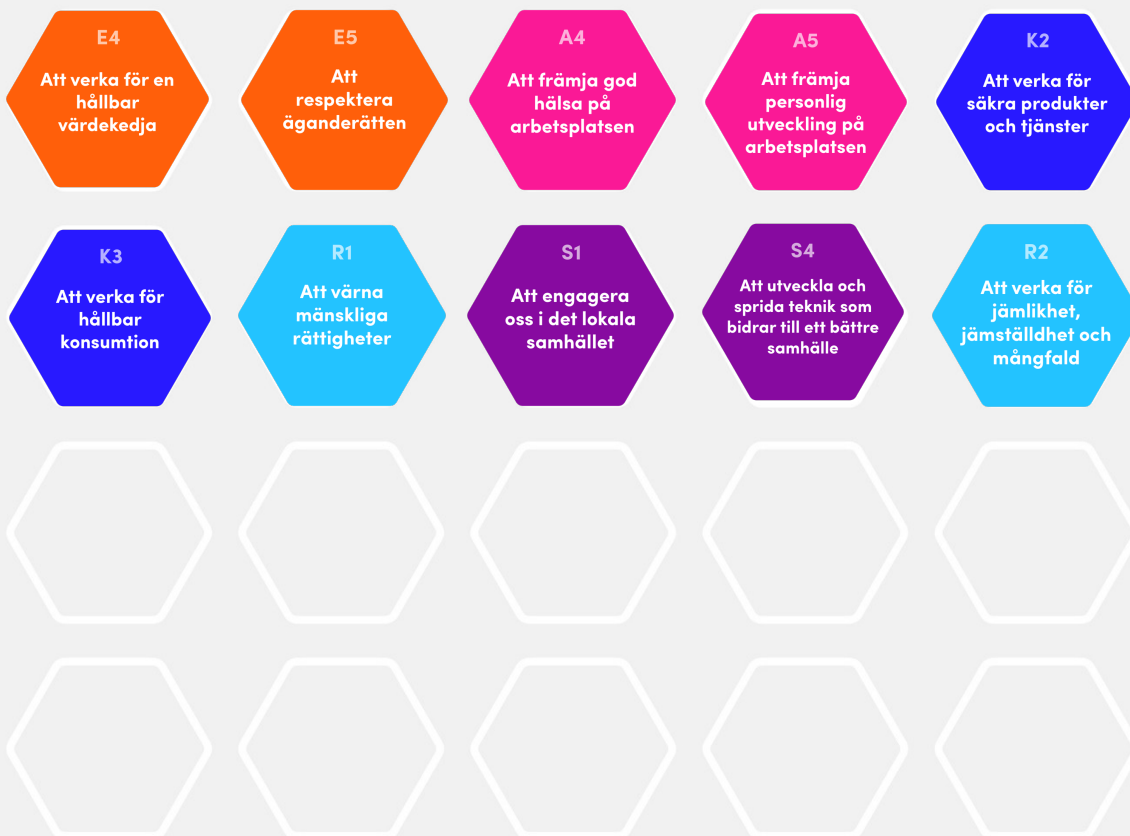 E4
Att verka för en
hållbar
värdekedja
E5
Att
respektera
äganderätten
A4
Att främja god
hälsa på
arbetsplatsen
A5
Att främja
personlig
utveckling på
arbetsplatsen
K2
Att verka för
säkra produkter
och tjänster
K3
Att verka för
hållbar
konsumtion
R1
Att värna
mänskliga
rättigheter
S1
Att engagera
oss i det lokala
samhället
S4
Att utveckla och
sprida teknik som
bidrar till ett bättre
samhälle
R2
Att verka för
jämlikhet,
jämställdhet och
mångfald